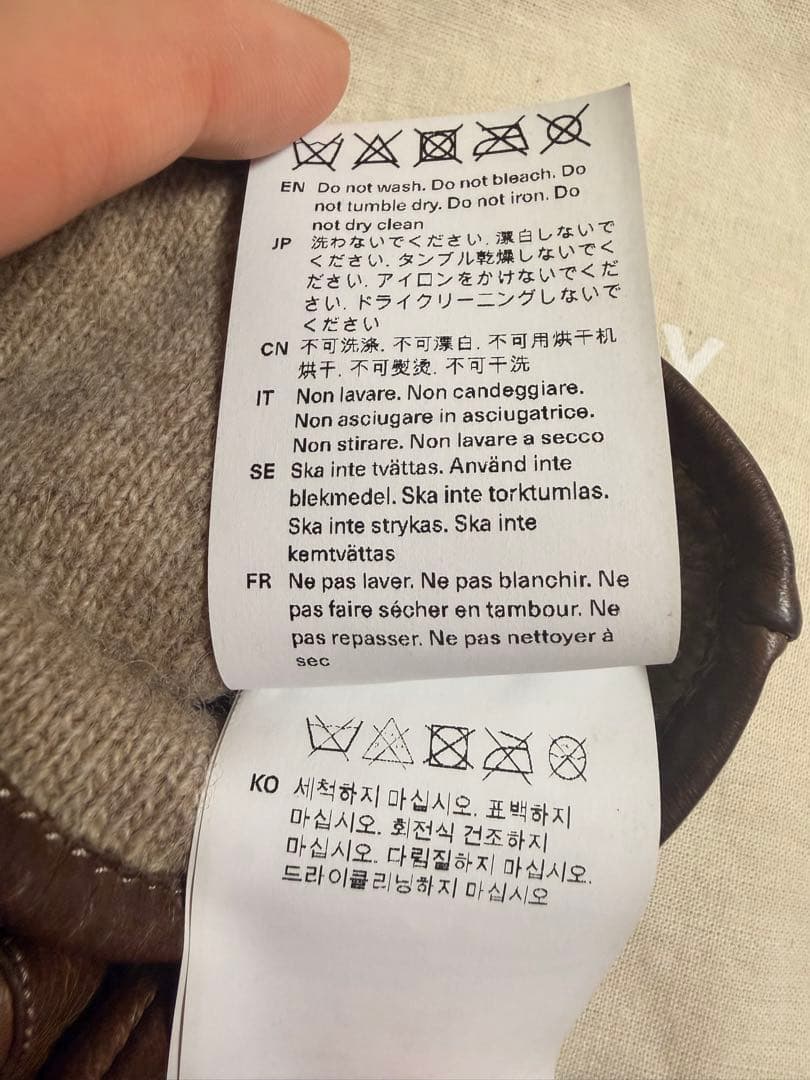 EN Do not wash. Do not bleach. Do
not tumble dry. Do not iron. Do
not dry clean
JP 洗わないでください. 漂白しないで
ください. タンブル乾燥しないでく
ださい. アイロンをかけないでくだ
さい. ドライクリーニングしないで
ください
CN 不可洗涤. 不可漂白. 不可用烘干机
烘干. 不可熨烫. 不可干洗
IT Non lavare. Non candeggiare.
Non asciugare in asciugatrice.
Non stirare. Non lavare a secco
SE Ska inte tvättas. Använd inte
blekmedel. Ska inte torktumlas.
Ska inte strykas. Ska inte
kemtvättas
FR Ne pas laver. Ne pas blanchir. Ne
pas faire sécher en tambour. Ne
pas repasser. Ne pas nettoyer à
sec
KO 세척하지 마십시오. 표백하지
마십시오. 회전식 건조하지
마십시오. 다림질하지 마십시오.
드라이클리닝하지 마십시오